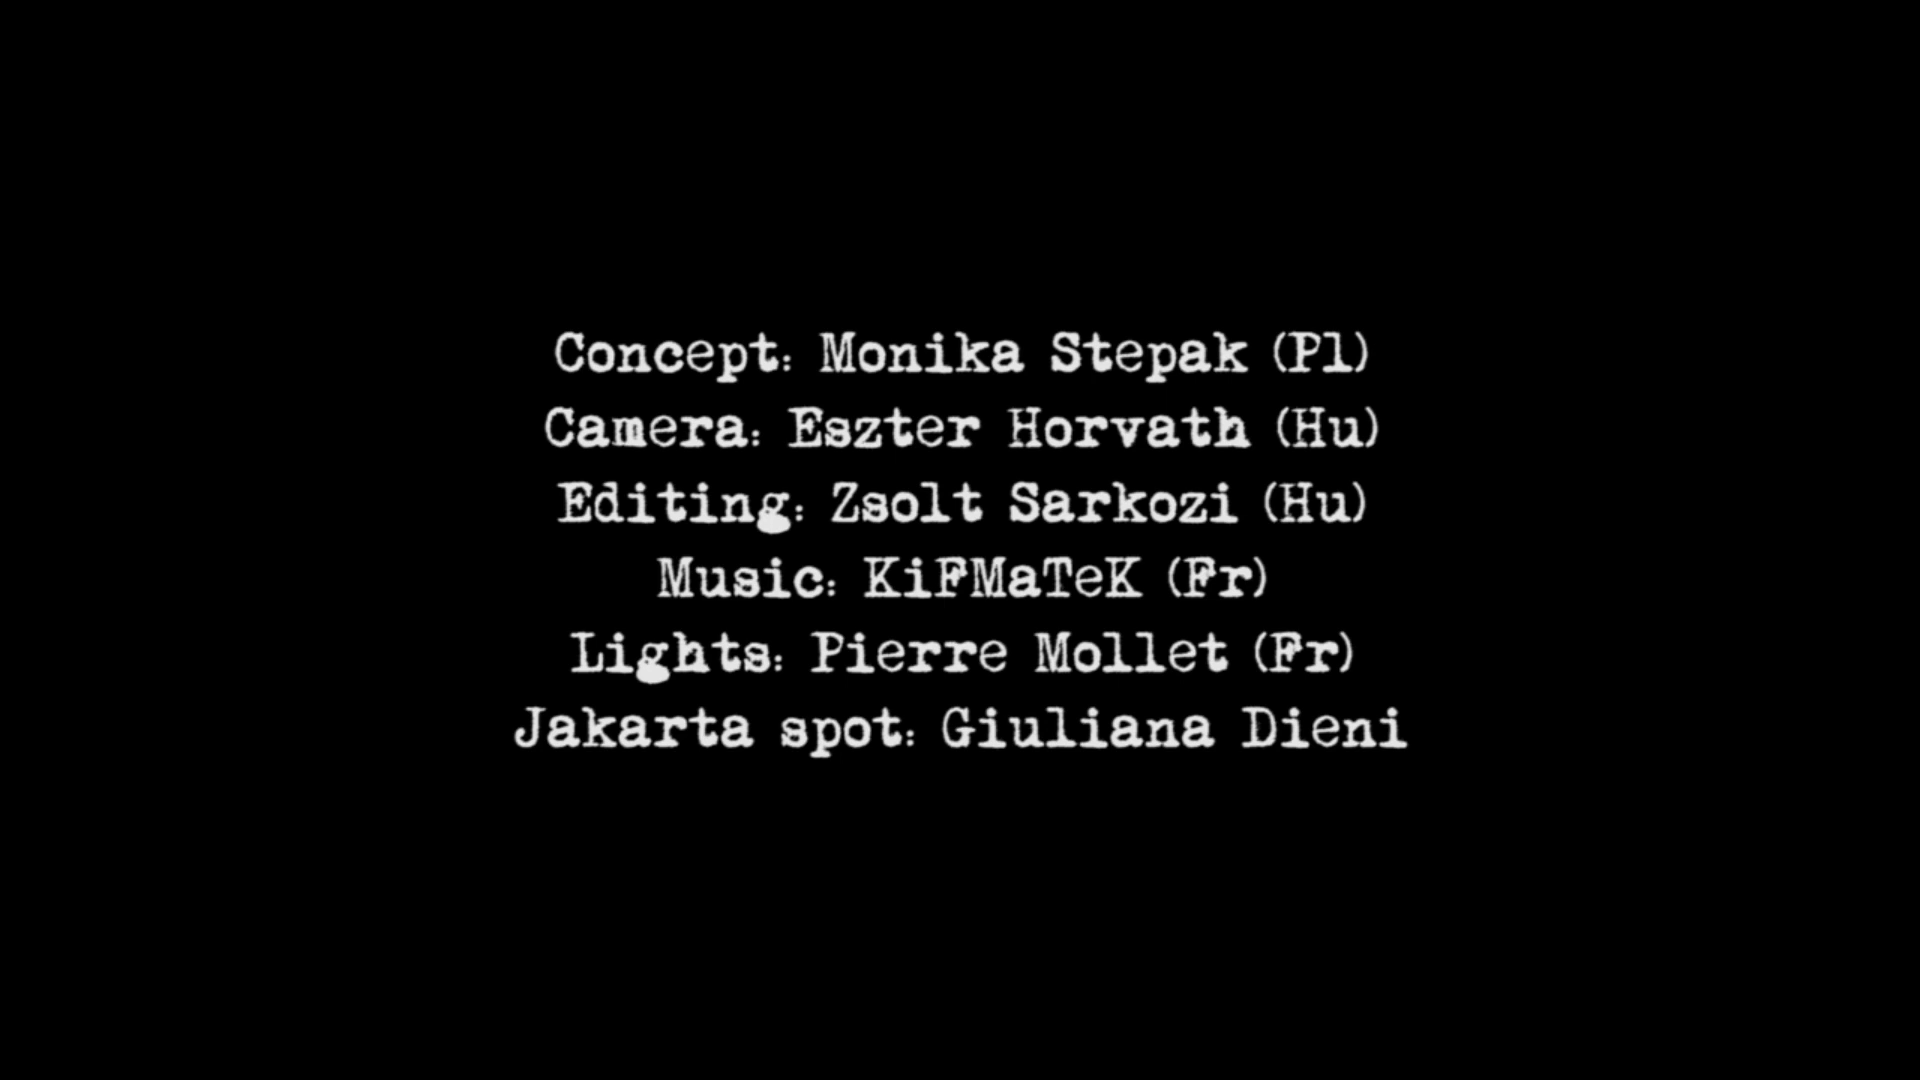 Concept: Monika Stepak (Pl)
Camera: Eszter Horvath (Hu)
Editing: Zsolt Sarkozi (Hu)
Music: KiFMaTeK (Fr)
Lights: Pierre Mollet (Fr)
Jakarta spot: Giuliana Dieni